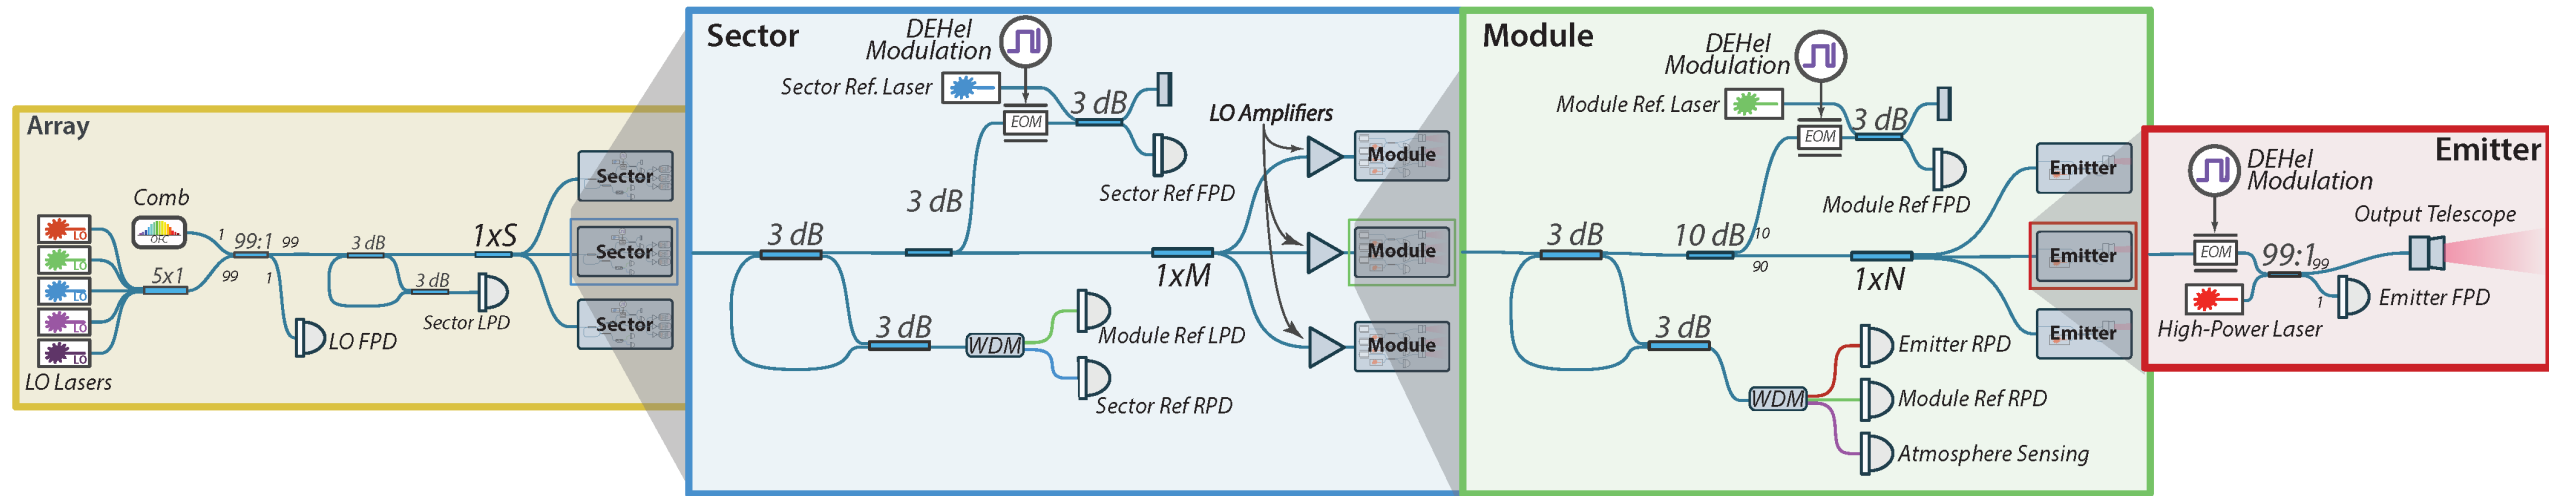 Array
Comb
OFC
LO
LO
LO
LO
LO
LO Lasers
5x1
1
99:1
99
99
1
LO FPD
3 dB
3 dB
Sector LPD
1xS
Sector
Sector
Sector
Sector
DEHel
Modulation
Sector Ref. Laser
EOM
3 dB
Sector Ref FPD
3 dB
3 dB
3 dB
WDM
Module Ref LPD
Sector Ref RPD
1xM
LO Amplifiers
Module
Module
Module
Module
DEHel
Modulation
Module Ref. Laser
EOM
3 dB
Module Ref FPD
3 dB
10 dB
10
90
3 dB
WDM
Emitter RPD
Module Ref RPD
Atmosphere Sensing
1xN
Emitter
Emitter
Emitter
Emitter
DEHel
Modulation
EOM
99:1
99
1
High-Power Laser
Output Telescope
Emitter FPD